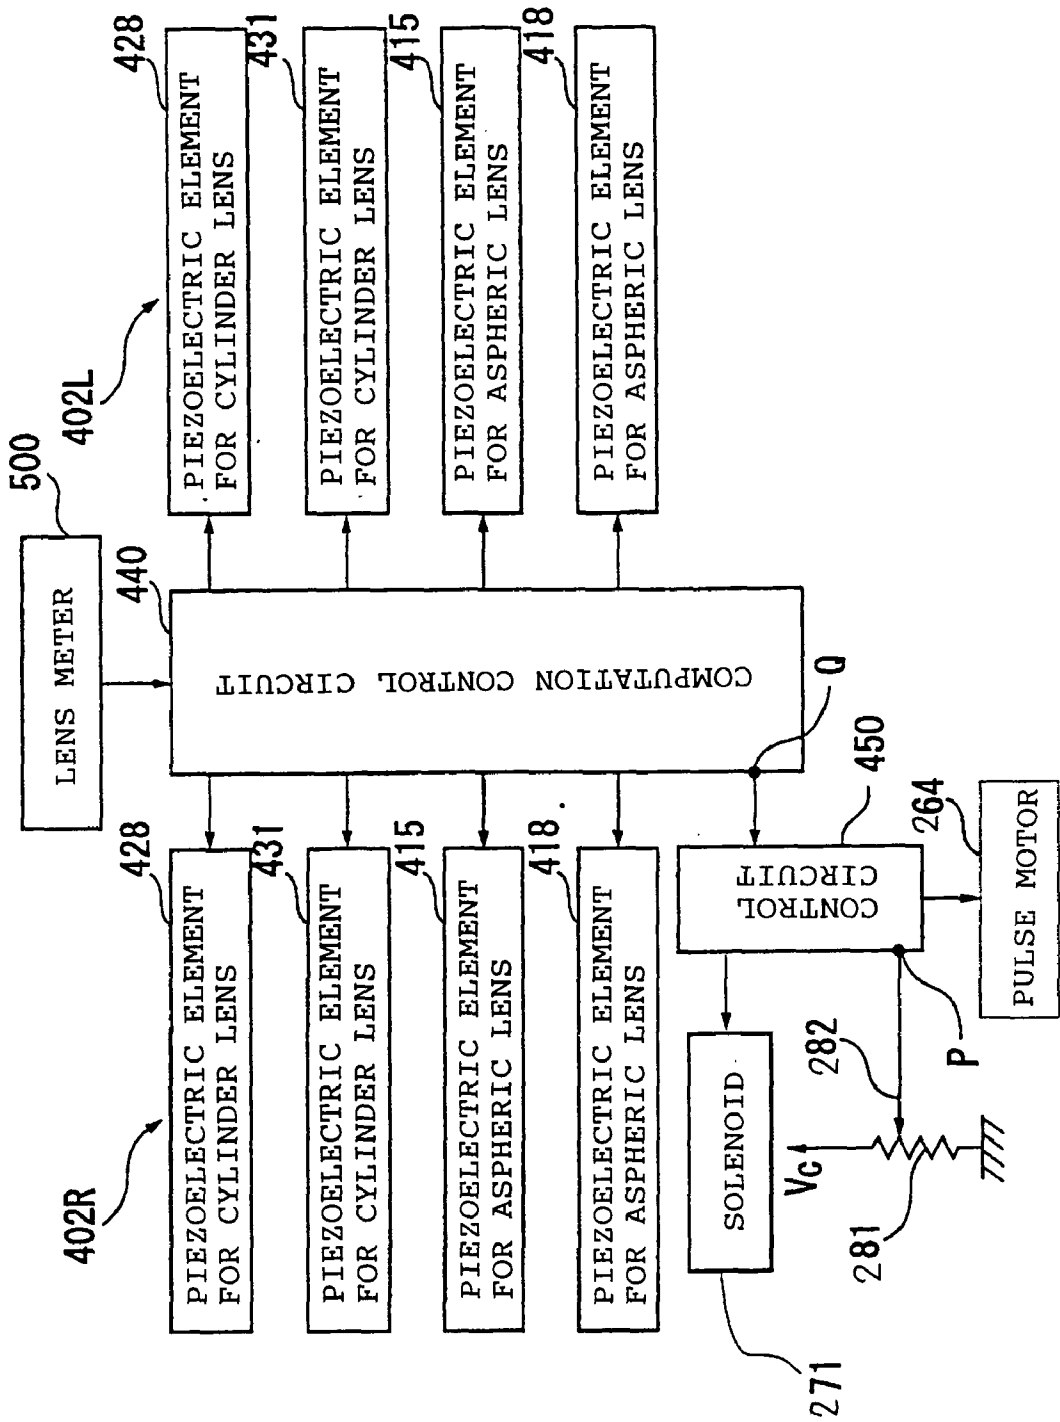 500
LENS METER
402R
402L
428
PIEZOELECTRIC ELEMENT
FOR CYLINDER LENS
431
PIEZOELECTRIC ELEMENT
FOR CYLINDER LENS
415
PIEZOELECTRIC ELEMENT
FOR ASPHERIC LENS
418
PIEZOELECTRIC ELEMENT
FOR ASPHERIC LENS
440
COMPUTATION CONTROL
CIRCUIT
428
PIEZOELECTRIC ELEMENT
FOR CYLINDER LENS
431
PIEZOELECTRIC ELEMENT
FOR CYLINDER LENS
415
PIEZOELECTRIC ELEMENT
FOR ASPHERIC LENS
418
PIEZOELECTRIC ELEMENT
FOR ASPHERIC LENS
Q
450
CONTROL
CIRCUIT
264
PULSE MOTOR
SOLENOID
271
Vc
282
P
281